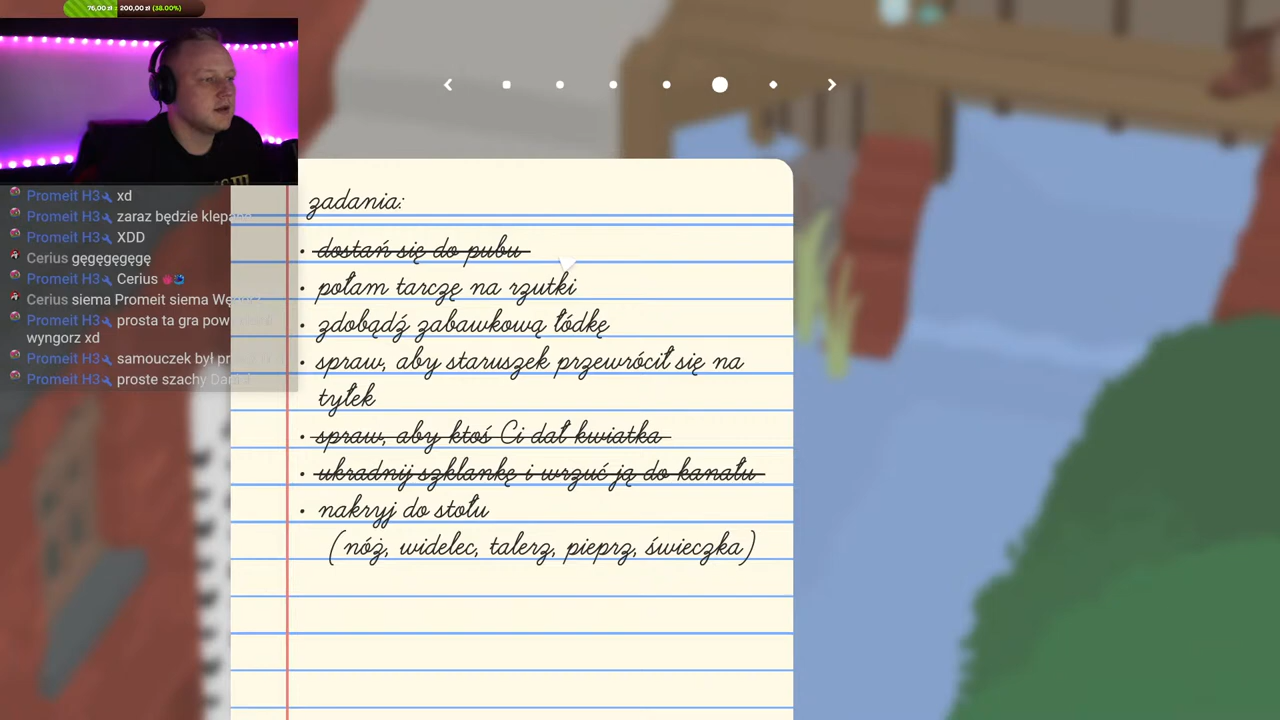 76,00 zł : 200,00 zł (38.00%)
Promeit H3 xd
Promeit H3 zaraz będzie klepane
Promeit H3 XDD
Cerius gęgęgęgęgę
Promeit H3 Cerius
Cerius siema Promeit siema
Promeit H3 prosta ta gra
wyngorz xd
Promeit H3 samouczek był
Promeit H3 proste szachy
zadania:
• dostań się do pubu
• połam tarczę na rzutki
• zdobądź zabawkową łódkę
• spraw, aby staruszek przewrócił się na
tyłek
• spraw, aby ktoś Ci dał kwiatka
• ukradnij szklankę i wrzuć ją do kanału
• nakryj do stołu
(nóż, widelec, talerz, pieprz, świeczka)